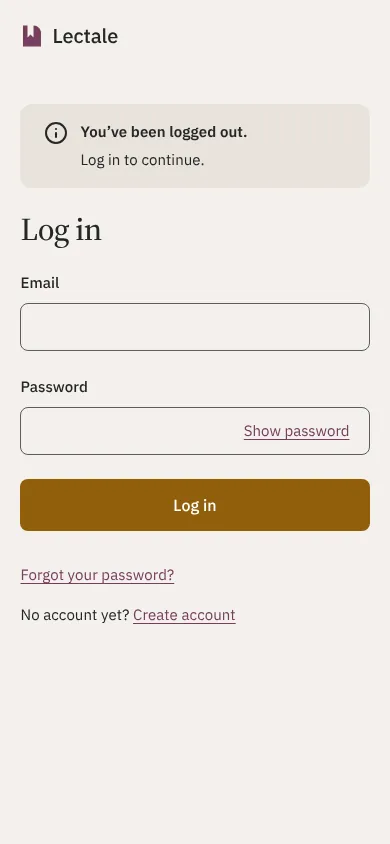 Lectale
You’ve been logged out.
Log in to continue.
Log in
Email
Password
Show password
Log in
Forgot your password?
No account yet? Create account